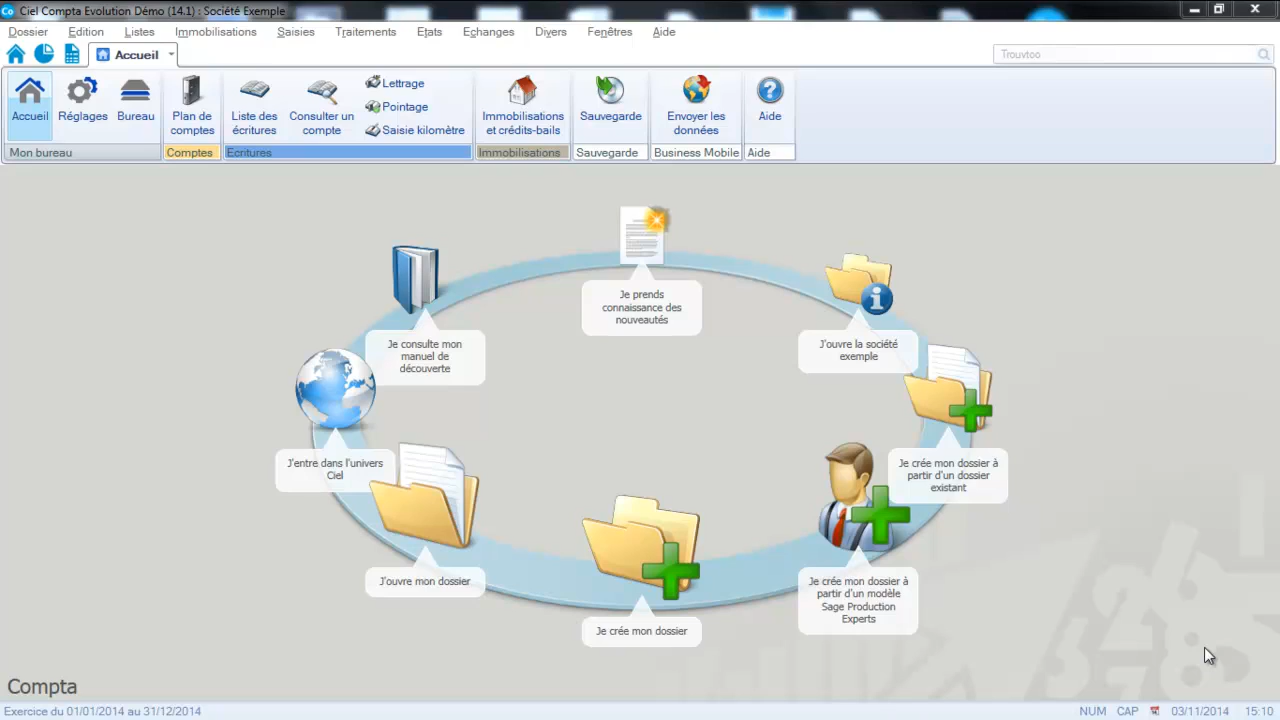 Ciel Compta Evolution Démo (14.1) : Société Exemple
Dossier Edition Listes Immobilisations Saisies Traitements Etats Echanges Divers Fenêtres Aide
Accueil
Trouvtoo
Accueil
Réglages
Bureau
Mon bureau
Plan de
comptes
Comptes
Liste des
écritures
Consulter un
compte
Lettrage
Pointage
Saisie kilomètre
Ecritures
Immobilisations
et crédits-bails
Immobilisations
Sauvegarde
Sauvegarde
Envoyer les
données
Business Mobile
Aide
Aide
Je prends
connaissance des
nouveautés
Je consulte mon
manuel de
découverte
J'ouvre la société
exemple
J'entre dans l'univers
Ciel
Je crée mon dossier à
partir d'un dossier
existant
J'ouvre mon dossier
Je crée mon dossier à
partir d'un modèle
Sage Production
Experts
Je crée mon dossier
Compta
Exercice du 01/01/2014 au 31/12/2014
NUM CAP 03/11/2014 15:10